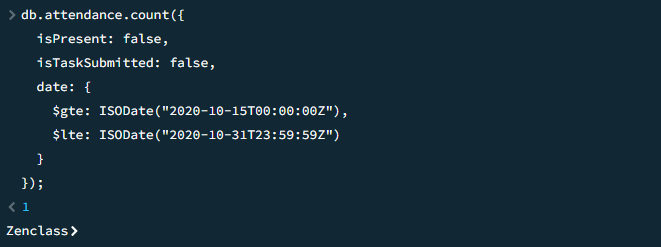 > db.attendance.count({
isPresent: false,
isTaskSubmitted: false,
date: {
$gte: ISODate("2020-10-15T00:00:00Z"),
$lte: ISODate("2020-10-31T23:59:59Z")
}
});
< 1
Zenclass>